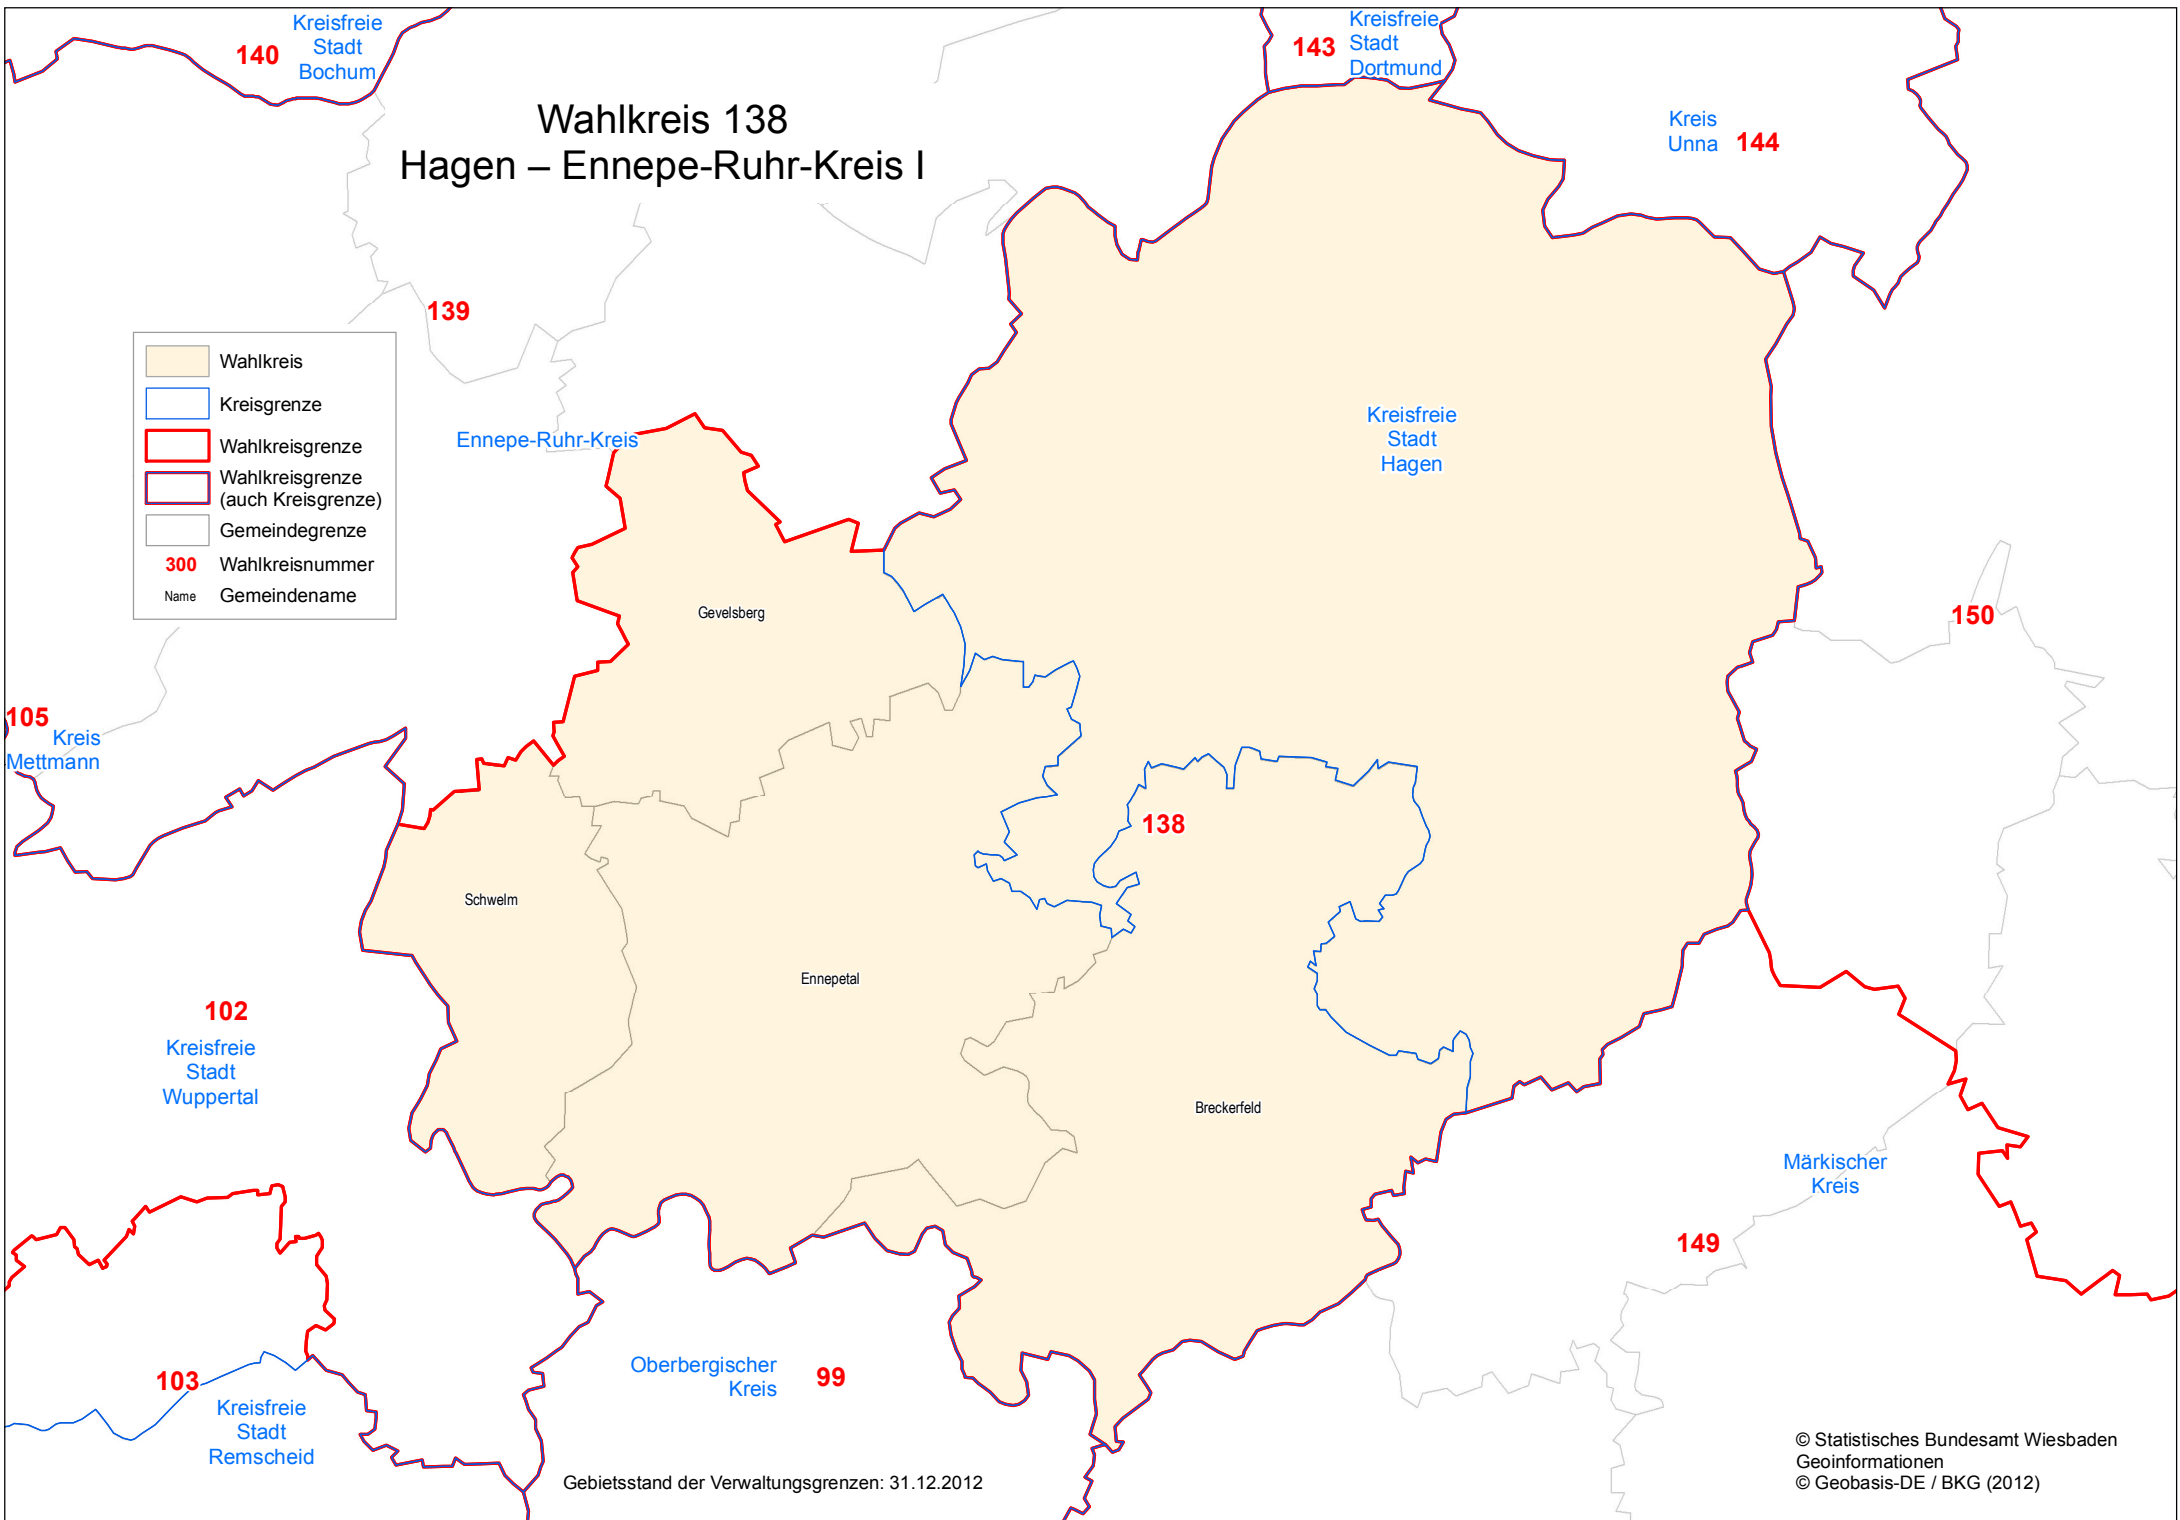 Kreisfreie
Stadt
Bochum
140
143
Kreisfreie
Stadt
Dortmund
Wahlkreis 138
Hagen – Ennepe-Ruhr-Kreis I
Kreis
Unna
144
139
Wahlkreis
Kreisgrenze
Wahlkreisgrenze
Wahlkreisgrenze
(auch Kreisgrenze)
Gemeindegrenze
300 Wahlkreisnummer
Name Gemeindename
Ennepe-Ruhr-Kreis
Kreisfreie
Stadt
Hagen
Gevelsberg
150
105
Kreis
Mettmann
138
Schwelm
Ennepetal
102
Kreisfreie
Stadt
Wuppertal
Breckerfeld
Märkischer
Kreis
149
103
Kreisfreie
Stadt
Remscheid
Oberbergischer
Kreis
99
Gebietsstand der Verwaltungsgrenzen: 31.12.2012
© Statistisches Bundesamt Wiesbaden
Geoinformationen
© Geobasis-DE / BKG (2012)